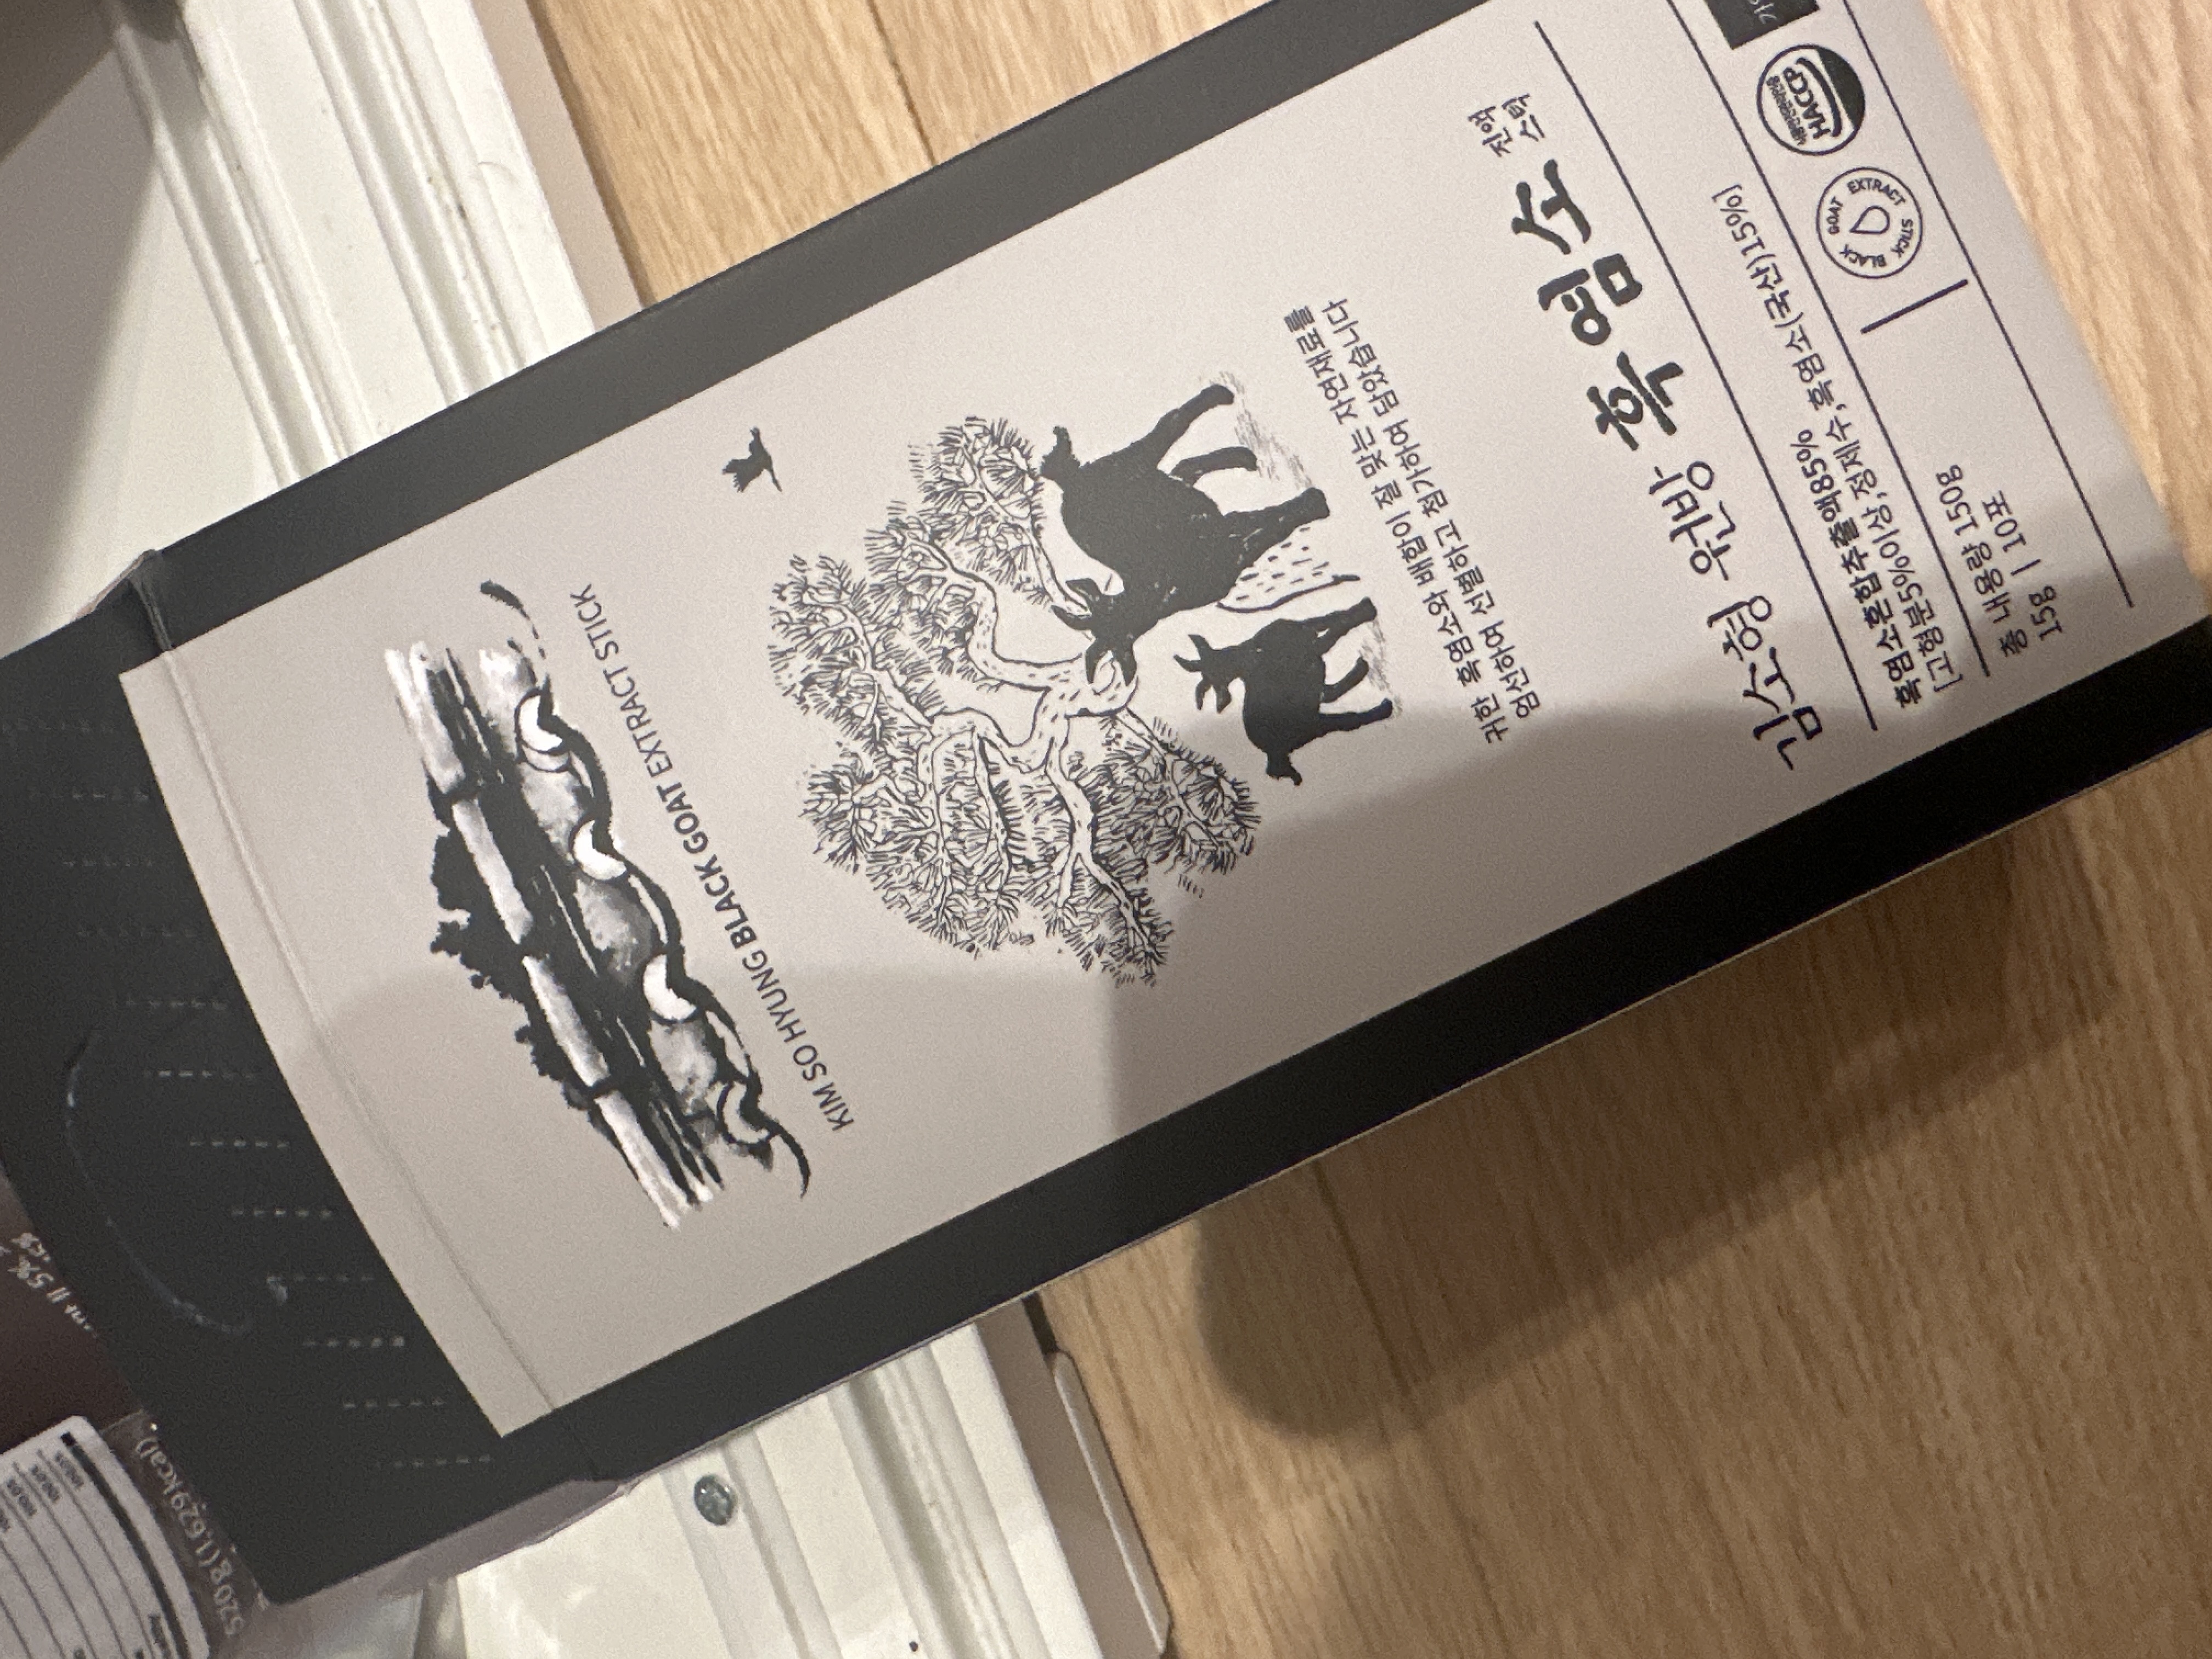 KIM SO HYUNG BLACK GOAT EXTRACT STICK
귀한 흑염소와 배합이 잘 맞는 자연재료를
엄선하여 선별하고 첨가하여 담았습니다
김소형 원방 흑염소 진액
스틱
흑염소혼합추출액85%
[고형분5%이상,정제수,흑염소(국산)15%]
총 내용량 150g
15g | 10포
BLACK GOAT EXTRACT STICK
HACCP
520g(1,629kcal)